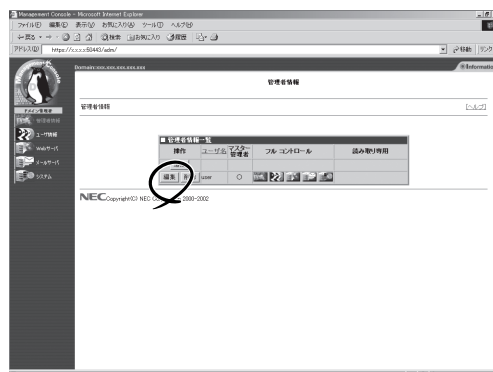 Management Console - Microsoft Internet Explorer
ファイル(F) 編集(E) 表示(V) お気に入り(A) ツール(T) ヘルプ(H)
戻る 検索 お気に入り 履歴
アドレス(D) https://xxxx:50443/adm/ 移動 リンク
Domain:xxx.xxx.xxx.xxx Informatio
管理者情報
ドメイン管理者
管理者情報
ユーザ情報
Webサーバ
メールサーバ
システム
管理者情報 [ヘルプ]
■ 管理者情報一覧
操作 ユーザ名 マスター管理者 フル コントロール 読み取り専用
編集 user ○
NEC Copyright(C) NEC 2000-2002